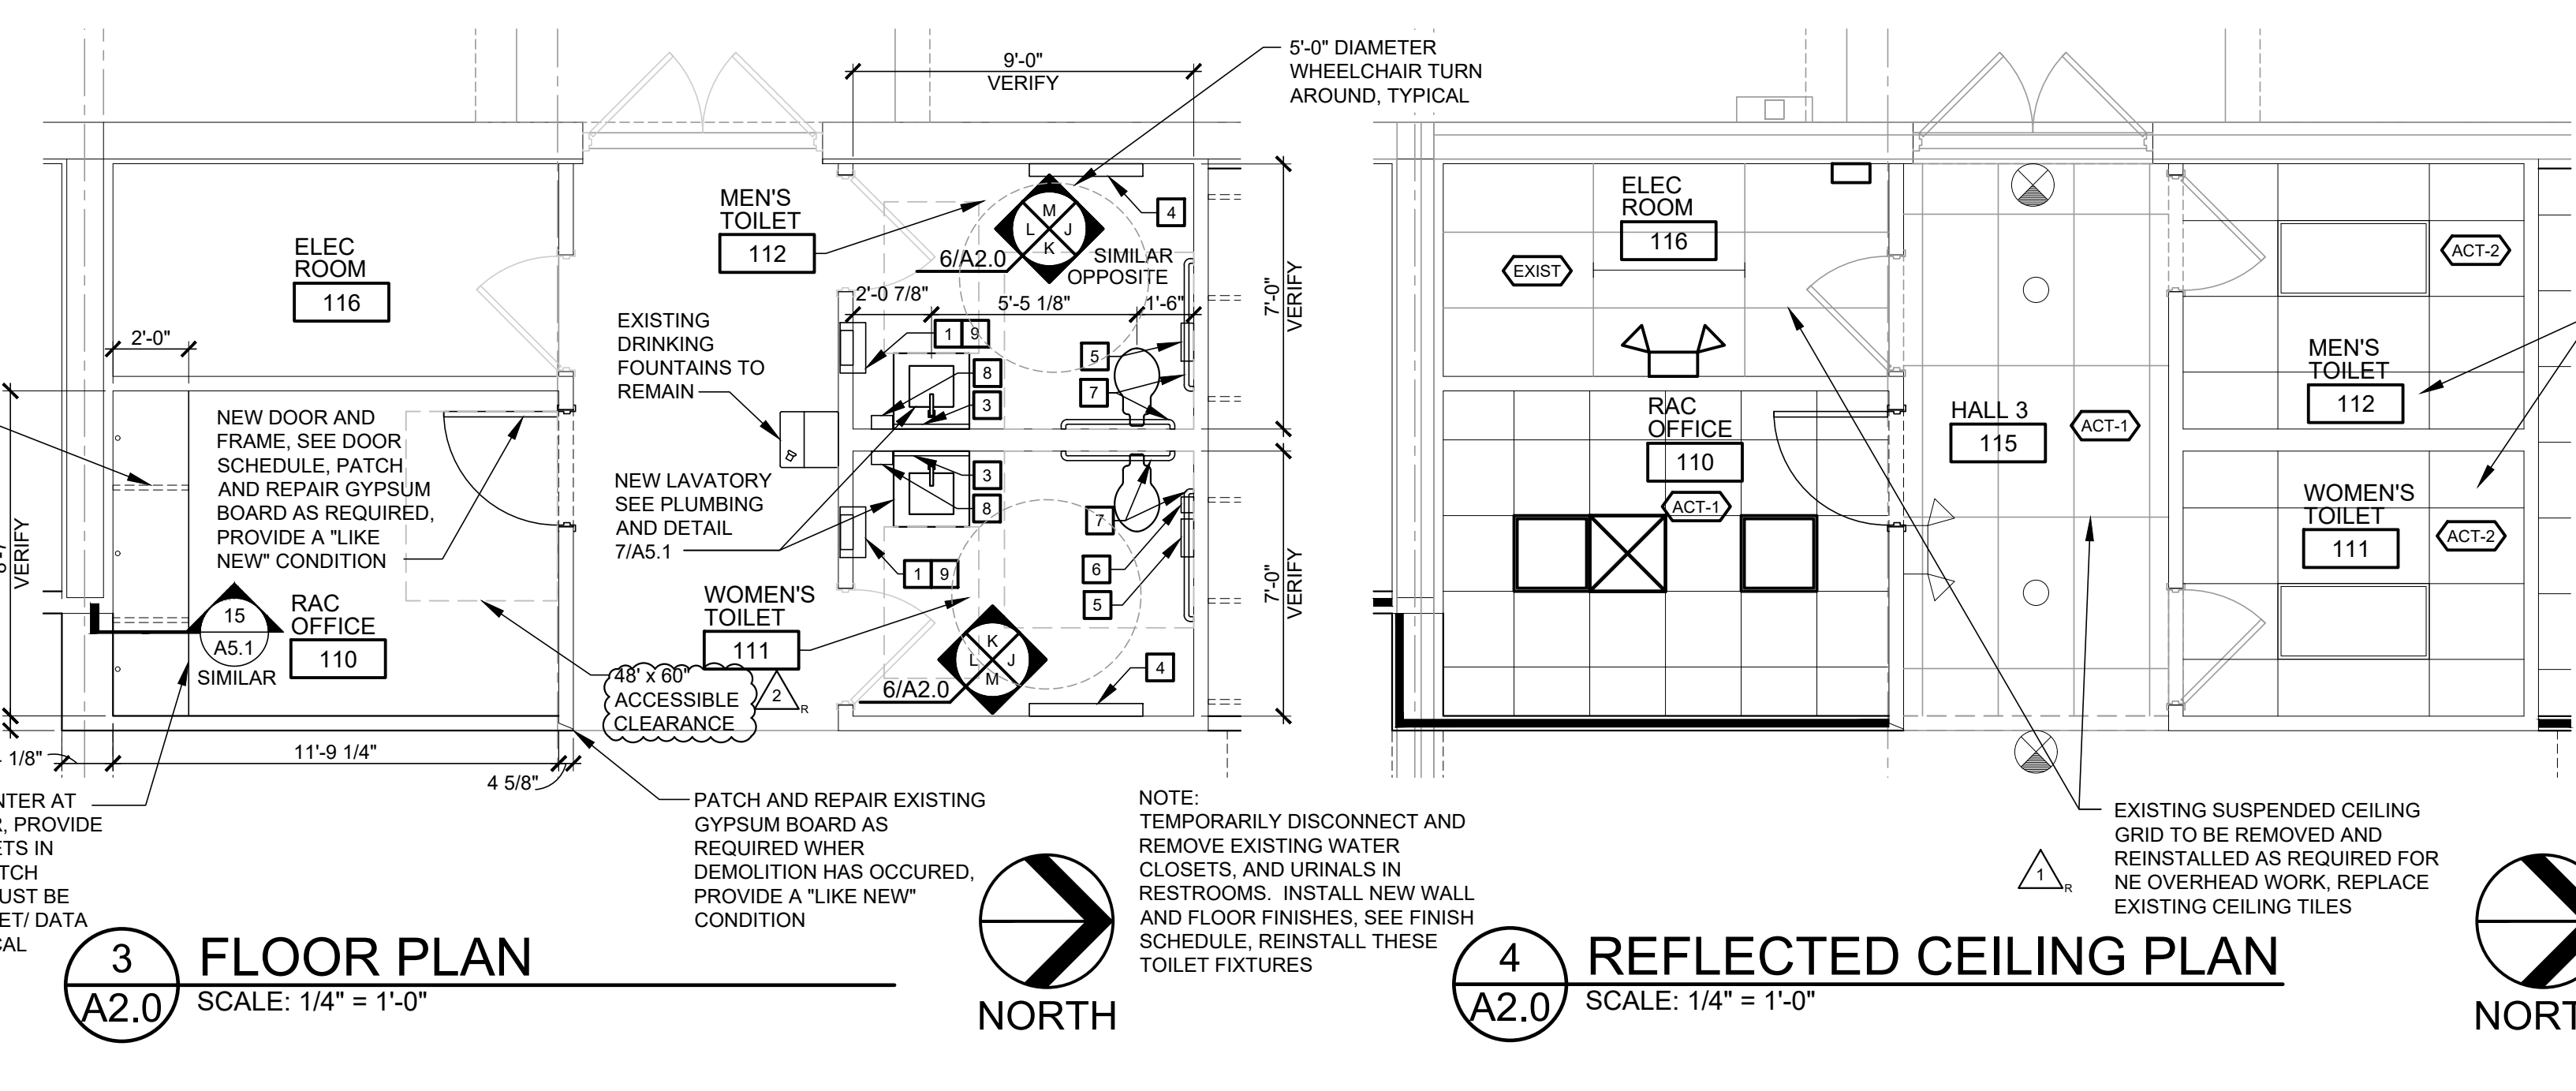 9'-0"
VERIFY
5'-0" DIAMETER
WHEELCHAIR TURN
AROUND, TYPICAL
ELEC
ROOM
116
MEN'S
TOILET
112
M
L
J
K
6/A2.0
SIMILAR
OPPOSITE
4
7'-0"
VERIFY
2'-0 7/8"
5'-5 1/8"
1'-6"
2'-0"
EXISTING
DRINKING
FOUNTAINS TO
REMAIN
1
9
8
3
5
7
NEW DOOR AND
FRAME, SEE DOOR
SCHEDULE, PATCH
AND REPAIR GYPSUM
BOARD AS REQUIRED,
PROVIDE A "LIKE
NEW" CONDITION
NEW LAVATORY
SEE PLUMBING
AND DETAIL
7/A5.1
3
8
7
1
9
6
5
7'-0"
VERIFY
VERIFY
15
A5.1
SIMILAR
RAC
OFFICE
110
WOMEN'S
TOILET
111
K
L
J
M
6/A2.0
4
48' x 60"
ACCESSIBLE
CLEARANCE
2
R
1/8"
11'-9 1/4"
4 5/8"
NTER AT
, PROVIDE
ETS IN
TCH
UST BE
ET/ DATA
CAL
PATCH AND REPAIR EXISTING
GYPSUM BOARD AS
REQUIRED WHER
DEMOLITION HAS OCCURED,
PROVIDE A "LIKE NEW"
CONDITION
NOTE:
TEMPORARILY DISCONNECT AND
REMOVE EXISTING WATER
CLOSETS, AND URINALS IN
RESTROOMS. INSTALL NEW WALL
AND FLOOR FINISHES, SEE FINISH
SCHEDULE, REINSTALL THESE
TOILET FIXTURES
3
A2.0
FLOOR PLAN
SCALE: 1/4" = 1'-0"
NORTH
ELEC
ROOM
116
EXIST
ACT-2
MEN'S
TOILET
112
RAC
OFFICE
110
ACT-1
HALL 3
115
ACT-1
WOMEN'S
TOILET
111
ACT-2
1
R
EXISTING SUSPENDED CEILING
GRID TO BE REMOVED AND
REINSTALLED AS REQUIRED FOR
NE OVERHEAD WORK, REPLACE
EXISTING CEILING TILES
4
A2.0
REFLECTED CEILING PLAN
SCALE: 1/4" = 1'-0"
NORT